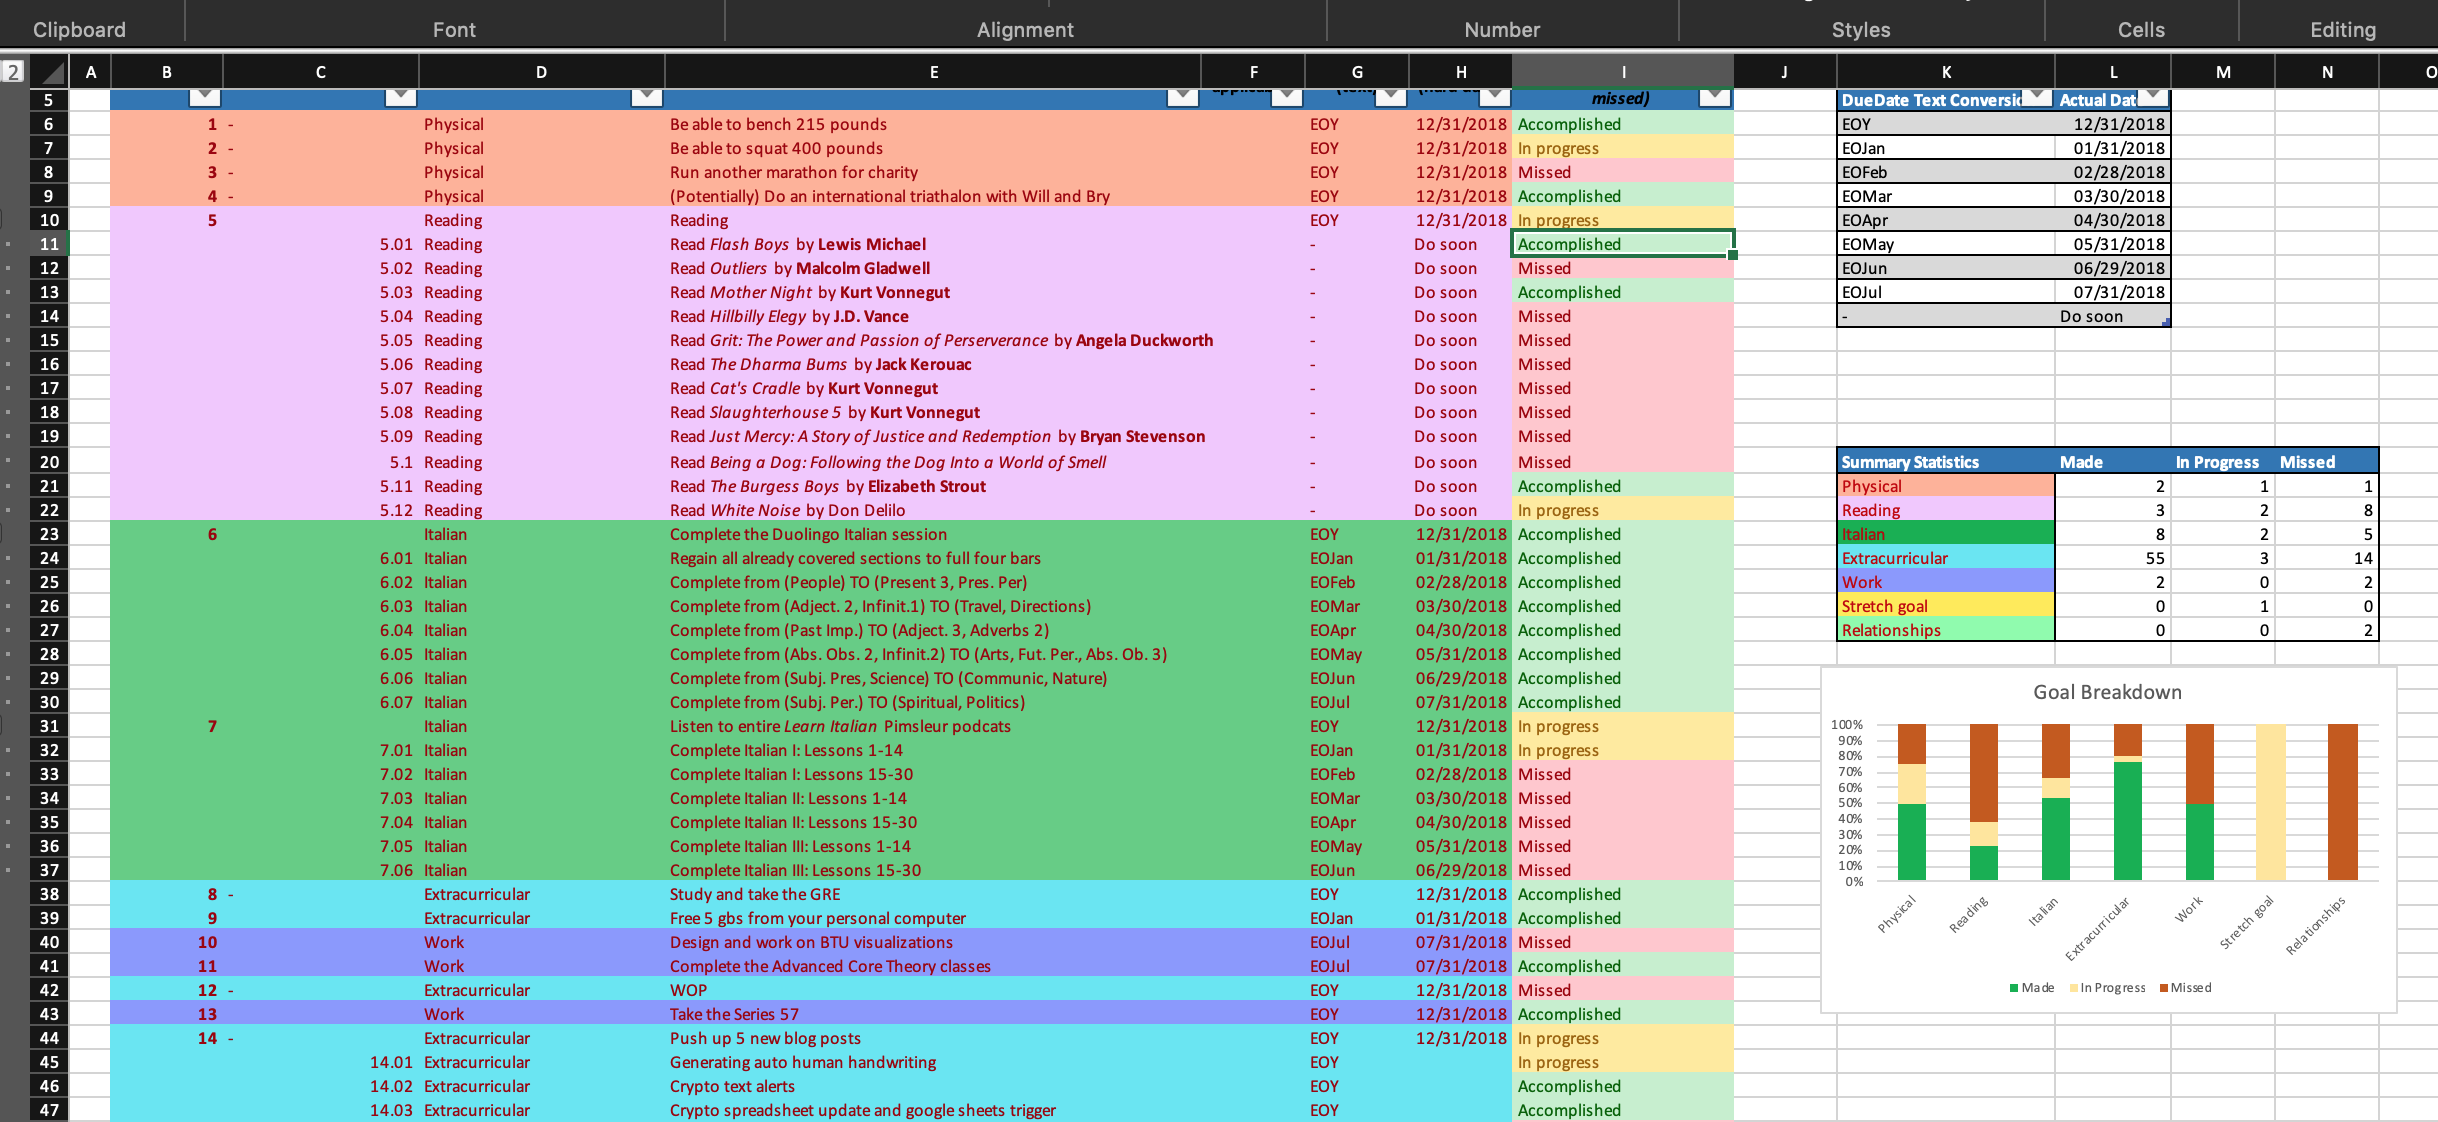 Clipboard Font Alignment Number Styles Cells Editing
2 A B C D E F G H I J K L M N O
5 missed) DueDate Text Conversio Actual Dat
6 1 - Physical Be able to bench 215 pounds EOY 12/31/2018 Accomplished EOY 12/31/2018
7 2 - Physical Be able to squat 400 pounds EOY 12/31/2018 In progress EOJan 01/31/2018
8 3 - Physical Run another marathon for charity EOY 12/31/2018 Missed EOFeb 02/28/2018
9 4 - Physical (Potentially) Do an international triathalon with Will and Bry EOY 12/31/2018 Accomplished EOMar 03/30/2018
10 5 Reading Reading EOY 12/31/2018 In progress EOApr 04/30/2018
11 5.01 Reading Read Flash Boys by Lewis Michael - Do soon Accomplished EOMay 05/31/2018
12 5.02 Reading Read Outliers by Malcolm Gladwell - Do soon Missed EOJun 06/29/2018
13 5.03 Reading Read Mother Night by Kurt Vonnegut - Do soon Accomplished EOJul 07/31/2018
14 5.04 Reading Read Hillbilly Elegy by J.D. Vance - Do soon Missed - Do soon
15 5.05 Reading Read Grit: The Power and Passion of Perserverance by Angela Duckworth - Do soon Missed
16 5.06 Reading Read The Dharma Bums by Jack Kerouac - Do soon Missed
17 5.07 Reading Read Cat's Cradle by Kurt Vonnegut - Do soon Missed
18 5.08 Reading Read Slaughterhouse 5 by Kurt Vonnegut - Do soon Missed
19 5.09 Reading Read Just Mercy: A Story of Justice and Redemption by Bryan Stevenson - Do soon Missed
20 5.1 Reading Read Being a Dog: Following the Dog Into a World of Smell - Do soon Missed Summary Statistics Made In Progress Missed
21 5.11 Reading Read The Burgess Boys by Elizabeth Strout - Do soon Accomplished Physical 2 1 1
22 5.12 Reading Read White Noise by Don Delilo - Do soon In progress Reading 3 2 8
23 6 Italian Complete the Duolingo Italian session EOY 12/31/2018 Accomplished Italian 8 2 5
24 6.01 Italian Regain all already covered sections to full four bars EOJan 01/31/2018 Accomplished Extracurricular 55 3 14
25 6.02 Italian Complete from (People) TO (Present 3, Pres. Per) EOFeb 02/28/2018 Accomplished Work 2 0 2
26 6.03 Italian Complete from (Adject. 2, Infinit.1) TO (Travel, Directions) EOMar 03/30/2018 Accomplished Stretch goal 0 1 0
27 6.04 Italian Complete from (Past Imp.) TO (Adject. 3, Adverbs 2) EOApr 04/30/2018 Accomplished Relationships 0 0 2
28 6.05 Italian Complete from (Abs. Obs. 2, Infinit.2) TO (Arts, Fut. Per., Abs. Ob. 3) EOMay 05/31/2018 Accomplished
29 6.06 Italian Complete from (Subj. Pres, Science) TO (Communic, Nature) EOJun 06/29/2018 Accomplished
30 6.07 Italian Complete from (Subj. Per.) TO (Spiritual, Politics) EOJul 07/31/2018 Accomplished
31 7 Italian Listen to entire Learn Italian Pimsleur podcats EOY 12/31/2018 In progress
32 7.01 Italian Complete Italian I: Lessons 1-14 EOJan 01/31/2018 In progress
33 7.02 Italian Complete Italian I: Lessons 15-30 EOFeb 02/28/2018 Missed
34 7.03 Italian Complete Italian II: Lessons 1-14 EOMar 03/30/2018 Missed
35 7.04 Italian Complete Italian II: Lessons 15-30 EOApr 04/30/2018 Missed
36 7.05 Italian Complete Italian III: Lessons 1-14 EOMay 05/31/2018 Missed
37 7.06 Italian Complete Italian III: Lessons 15-30 EOJun 06/29/2018 Missed
38 8 - Extracurricular Study and take the GRE EOY 12/31/2018 Accomplished
39 9 Extracurricular Free 5 gbs from your personal computer EOJan 01/31/2018 Accomplished
40 10 Work Design and work on BTU visualizations EOJul 07/31/2018 Missed
41 11 Work Complete the Advanced Core Theory classes EOJul 07/31/2018 Accomplished
42 12 - Extracurricular WOP EOY 12/31/2018 Missed
43 13 Work Take the Series 57 EOY 12/31/2018 Accomplished
44 14 - Extracurricular Push up 5 new blog posts EOY 12/31/2018 In progress
45 14.01 Extracurricular Generating auto human handwriting EOY In progress
46 14.02 Extracurricular Crypto text alerts EOY Accomplished
47 14.03 Extracurricular Crypto spreadsheet update and google sheets trigger EOY Accomplished
Goal Breakdown
100%
90%
80%
70%
60%
50%
40%
30%
20%
10%
0%
Physical Reading Italian Extracurricular Work Stretch goal Relationships
Made In Progress Missed